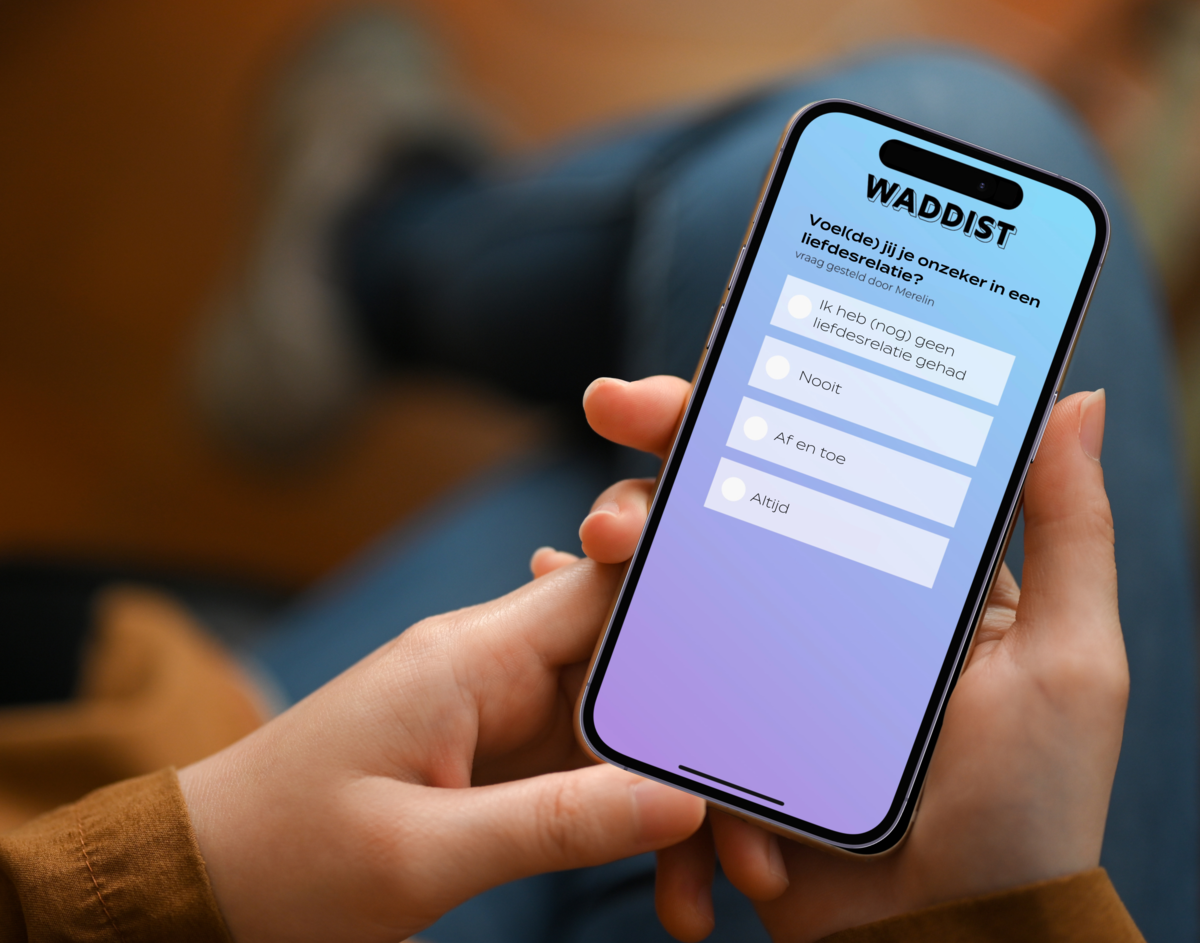 WADDIST
Voel(de) jij je onzeker in een
liefdesrelatie?
vraag gesteld door Merelin
Ik heb (nog) geen
liefdesrelatie gehad
Nooit
Af en toe
Altijd